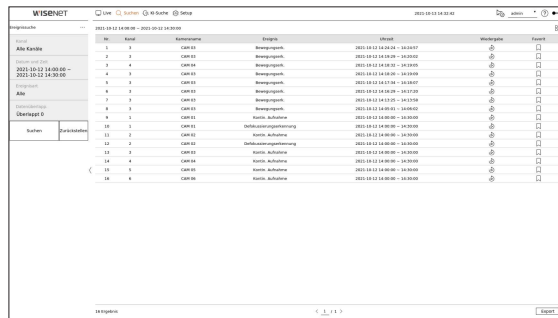 WISENET
Live Suchen KI-Suche Setup 2021-10-13 14:32:42 admin
Ereignissuche
Kanal
Alle Kanäle
Datum und Zeit
2021-10-12 14:00:00 ~
2021-10-12 14:30:00
Ereignisart
Alle
Datenüberlapp.
Überlappt 0
Suchen Zurückstellen
2021-10-12 14:00:00 ~ 2021-10-12 14:30:00
Nr. Kanal Kameraname Ereignis Uhrzeit Wiedergabe Favorit
1 3 CAM 03 Bewegungserk. 2021-10-12 14:24:24 ~ 14:24:57
2 3 CAM 03 Bewegungserk. 2021-10-12 14:19:29 ~ 14:20:02
3 3 CAM 04 Bewegungserk. 2021-10-12 14:18:32 ~ 14:19:05
4 3 CAM 03 Bewegungserk. 2021-10-12 14:18:20 ~ 14:19:00
5 3 CAM 03 Bewegungserk. 2021-10-12 14:17:34 ~ 14:18:07
6 3 CAM 03 Bewegungserk. 2021-10-12 14:16:29 ~ 14:17:20
7 3 CAM 03 Bewegungserk. 2021-10-12 14:13:25 ~ 14:13:58
8 3 CAM 03 Bewegungserk. 2021-10-12 14:05:01 ~ 14:06:02
9 1 CAM 01 Kontin. Aufnahme 2021-10-12 14:00:00 ~ 14:30:00
10 1 CAM 01 Defokussierungserkennung 2021-10-12 14:00:00 ~ 14:30:00
11 2 CAM 02 Kontin. Aufnahme 2021-10-12 14:00:00 ~ 14:30:00
12 2 CAM 02 Defokussierungserkennung 2021-10-12 14:00:00 ~ 14:30:00
13 3 CAM 03 Kontin. Aufnahme 2021-10-12 14:00:00 ~ 14:30:00
14 4 CAM 04 Kontin. Aufnahme 2021-10-12 14:00:00 ~ 14:30:00
15 5 CAM 05 Kontin. Aufnahme 2021-10-12 14:00:00 ~ 14:30:00
16 6 CAM 06 Kontin. Aufnahme 2021-10-12 14:00:00 ~ 14:30:00
16 Ergebnis < 1 / 1 > Export